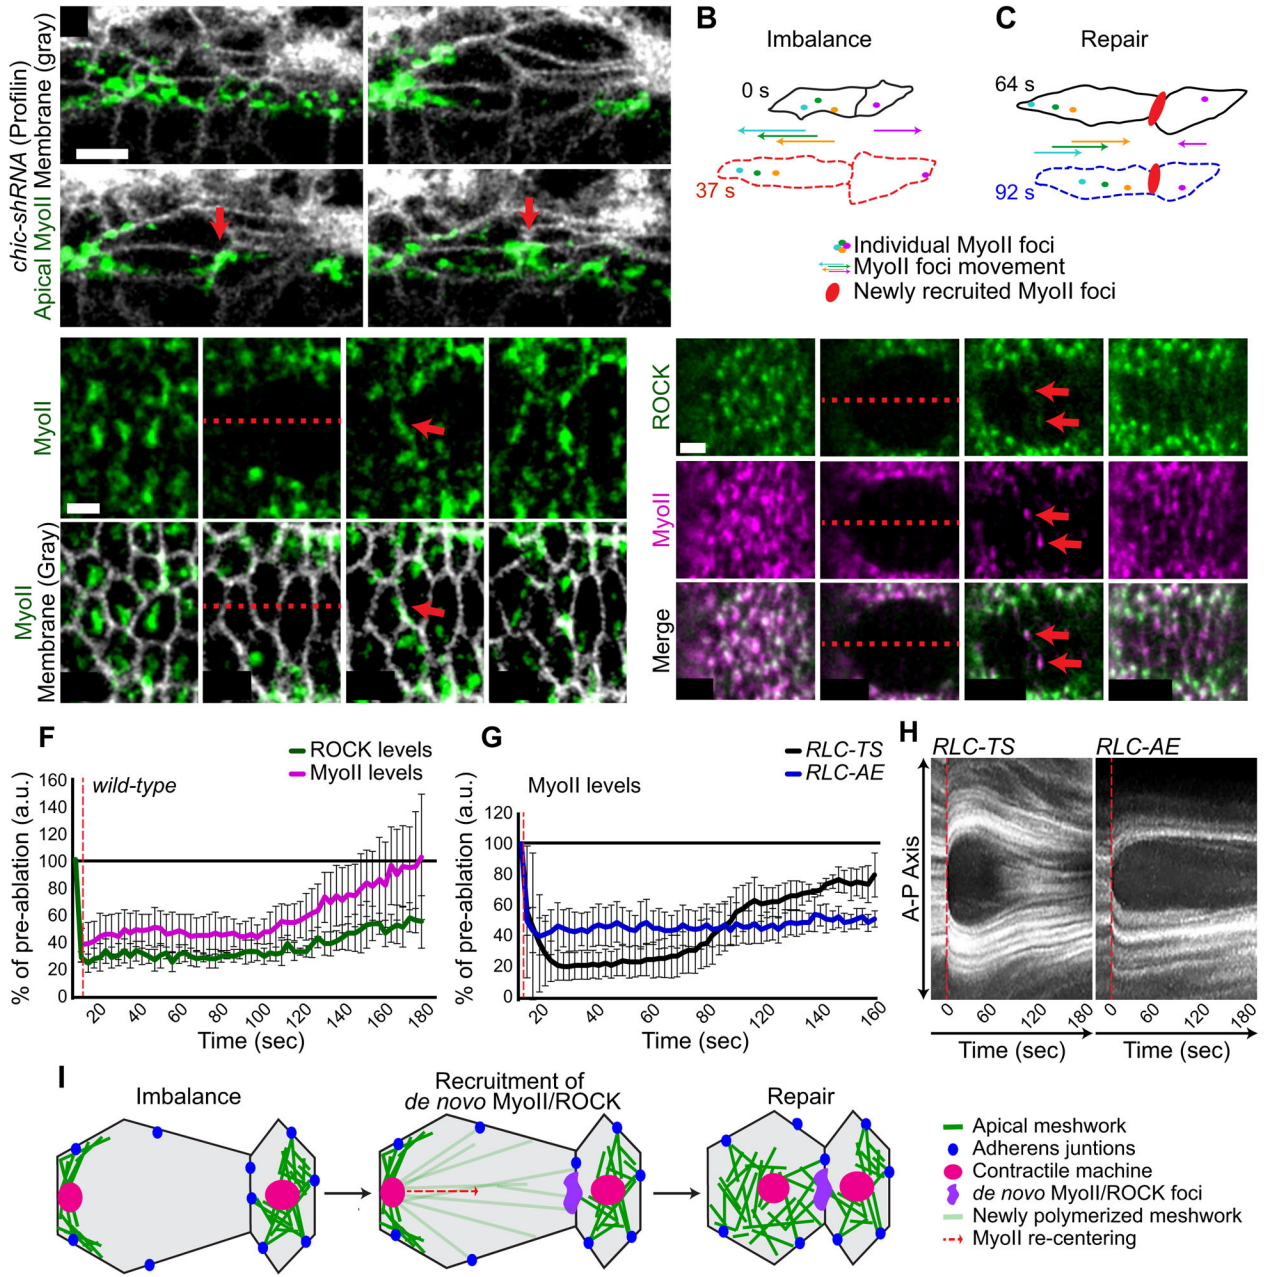 chic-shRNA (Profilin)
Apical MyoII Membrane (gray)
B
Imbalance
0 s
37 s
C
Repair
64 s
92 s
Individual MyoII foci
MyoII foci movement
Newly recruited MyoII foci
MyoII
MyoII
Membrane (Gray)
ROCK
MyoII
Merge
F
ROCK levels
MyoII levels
wild-type
% of pre-ablation (a.u.)
160
140
120
100
80
60
40
20
0
20 40 60 80 100 120 140 160 180
Time (sec)
G
RLC-TS
RLC-AE
MyoII levels
% of pre-ablation (a.u.)
120
100
80
60
40
20
0
20 40 60 80 120 140 160
Time (sec)
H
RLC-TS RLC-AE
A-P Axis
0 60 120 180 0 60 120 180
Time (sec) Time (sec)
I
Imbalance
Recruitment of
de novo MyoII/ROCK
Repair
Apical meshwork
Adherens juntions
Contractile machine
de novo MyoII/ROCK foci
Newly polymerized meshwork
MyoII re-centering